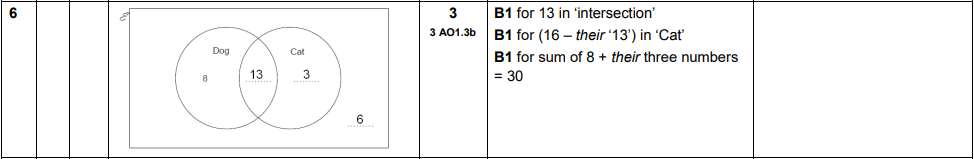 6
3
3 AO1.3b
Dog
Cat
8
13
3
6
B1 for 13 in ‘intersection’
B1 for (16 – their ‘13’) in ‘Cat’
B1 for sum of 8 + their three numbers
= 30